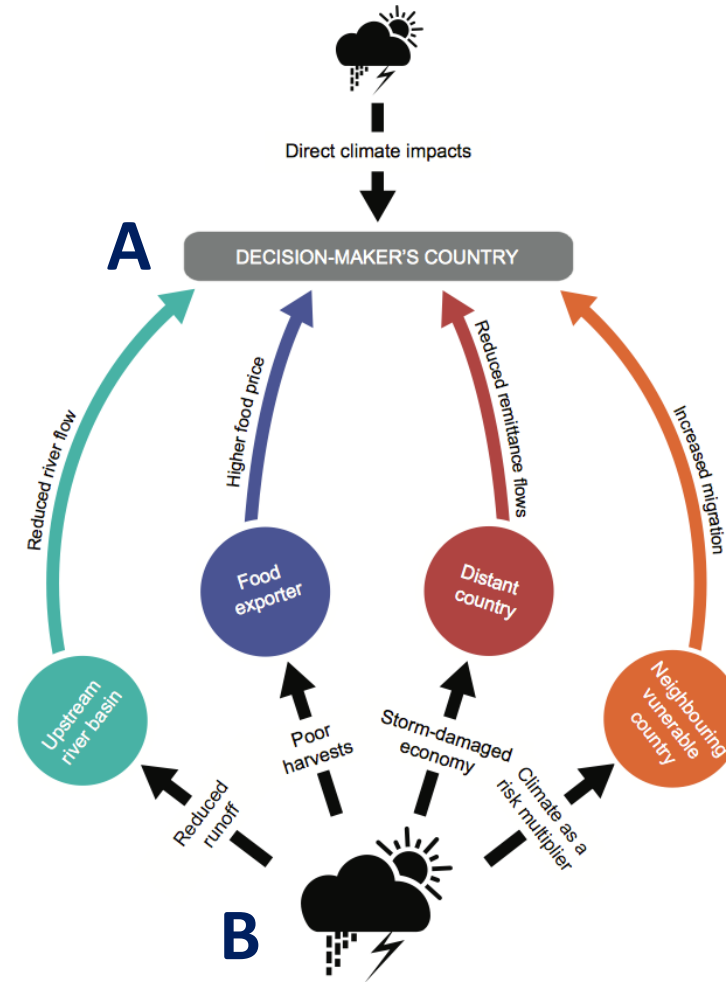 Direct climate impacts
A
DECISION-MAKER'S COUNTRY
Reduced river flow
Higher food price
Reduced remittance flows
Increased migration
Upstream
river basin
Food
exporter
Distant
country
Neighbouring
vunerable
country
Reduced
runoff
Poor
harvests
Storm-damaged
economy
Climate as a
risk multiplier
B